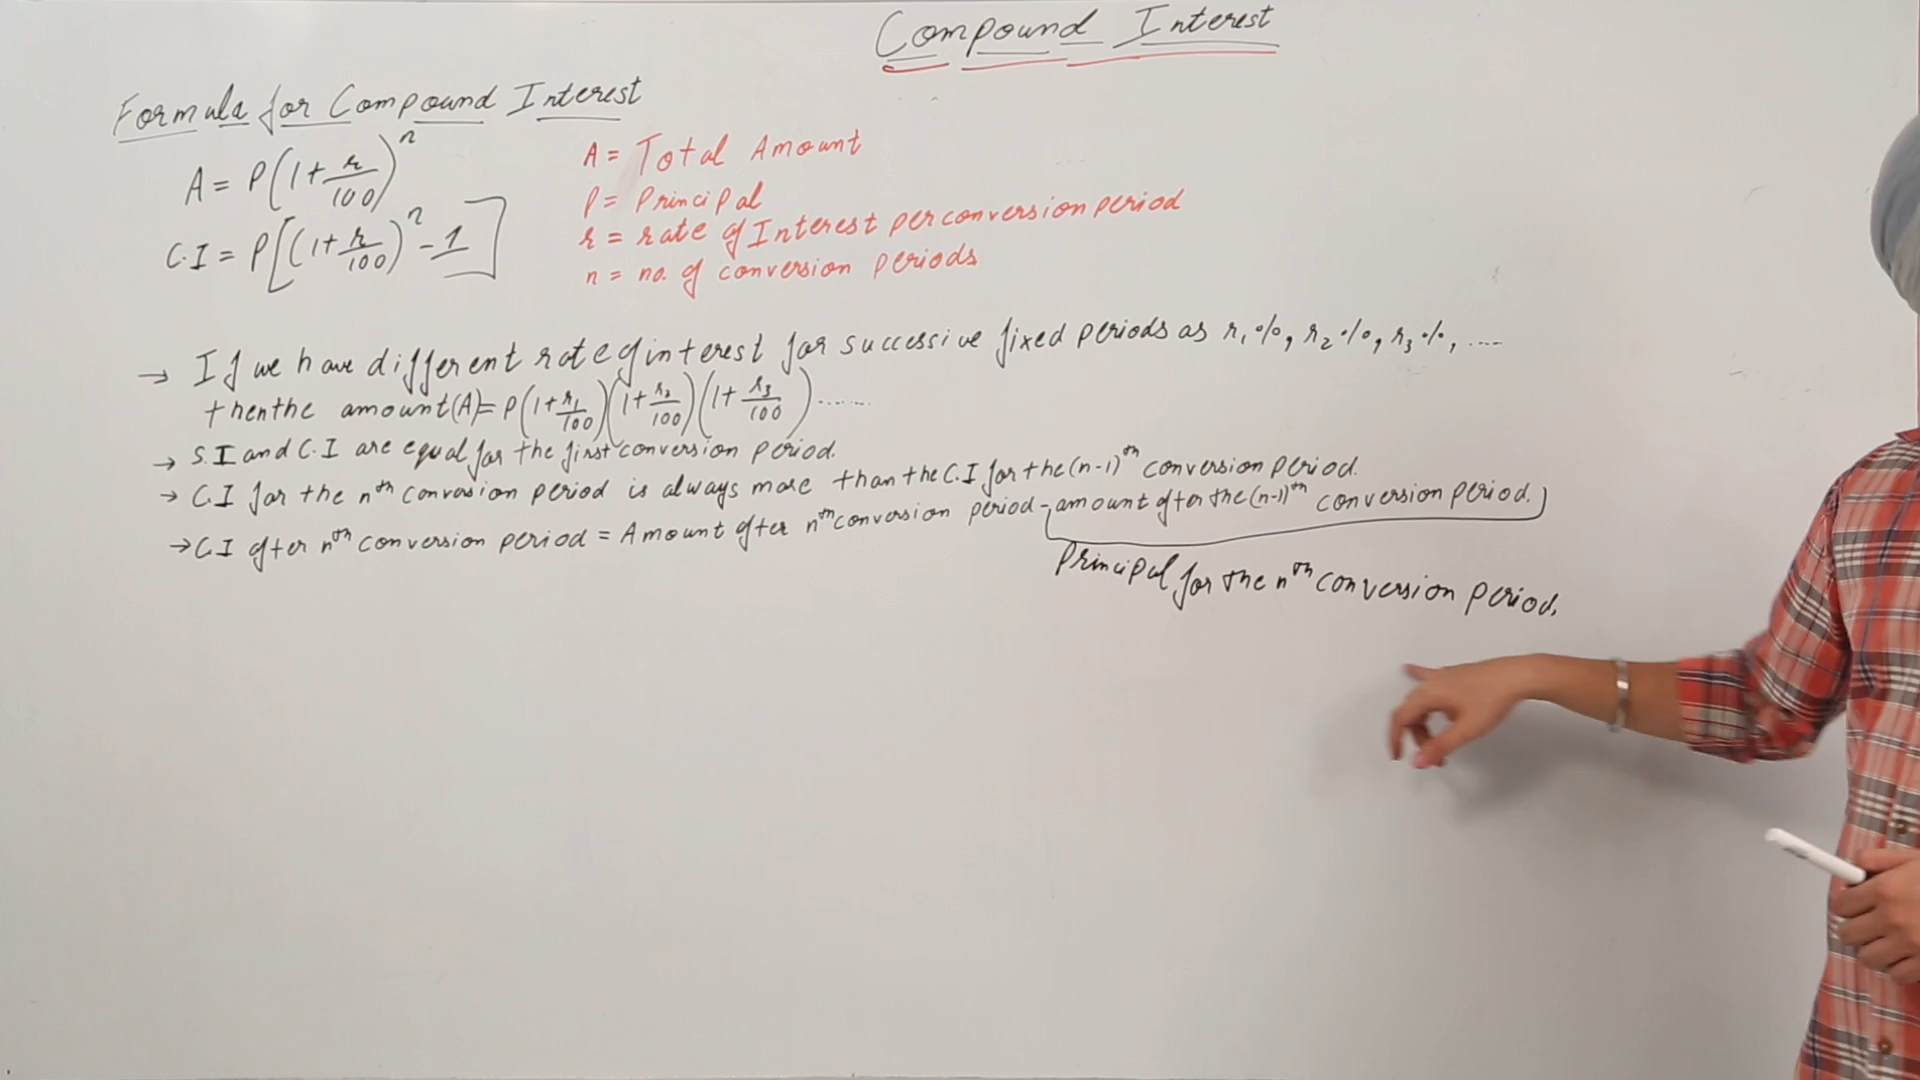 Compound Interest
Formula for Compound Interest
A = P(1+r/100)^n
C.I = P[(1+r/100)^n - 1]
A = Total Amount
P = Principal
r = rate of Interest per conversion period
n = no. of conversion periods
→ If we have different rate of interest for successive fixed periods as r₁%, r₂%, r₃%, ....
then the amount(A) = P(1+r₁/100)(1+r₂/100)(1+r₃/100).......
→ S.I and C.I are equal for the first conversion period.
→ C.I for the nth conversion period is always more than the C.I for the (n-1)th conversion period.
→ C.I after nth conversion period = Amount after nth conversion period - amount after the (n-1)th conversion period.
Principal for the nth conversion period.